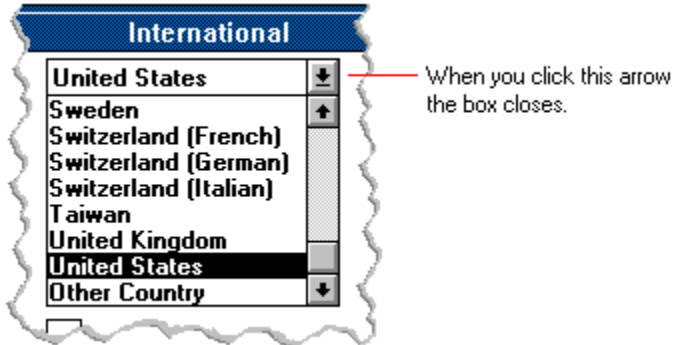 International
United States
When you click this arrow
the box closes.
Sweden
Switzerland (French)
Switzerland (German)
Switzerland (Italian)
Taiwan
United Kingdom
United States
Other Country